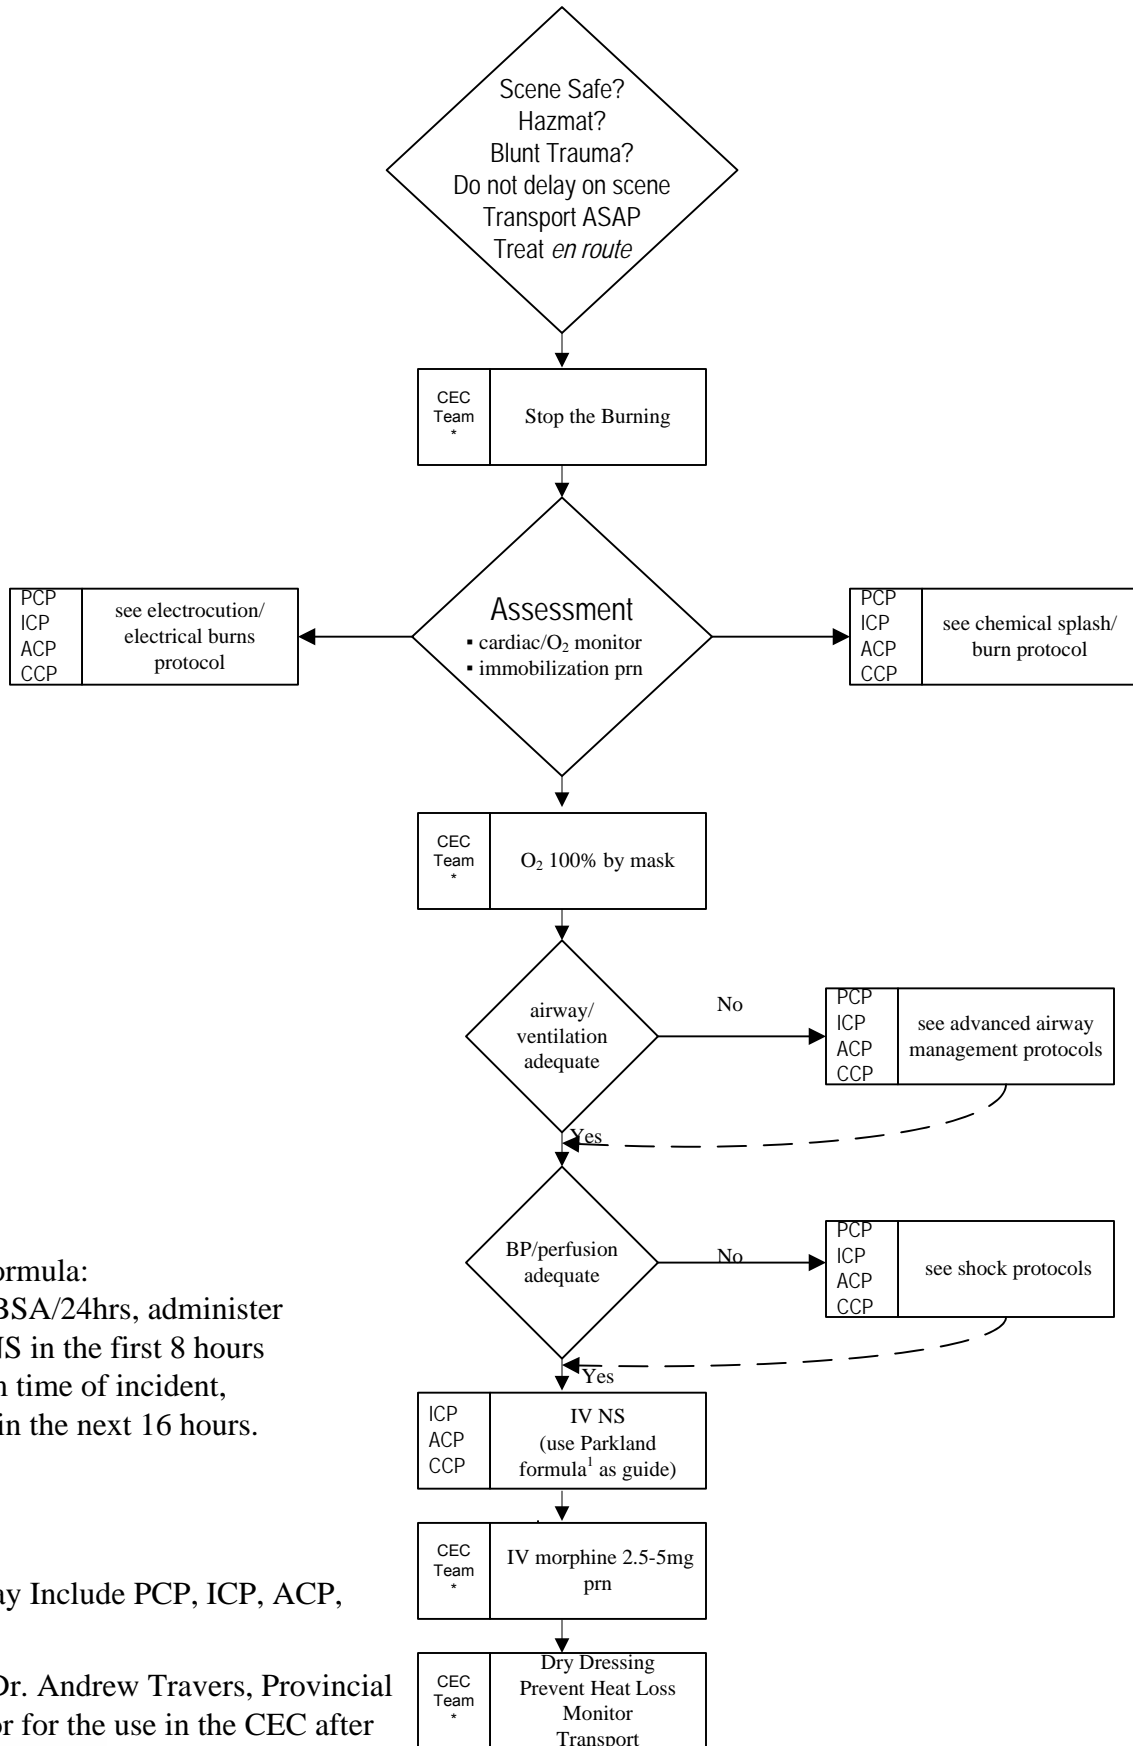 Scene Safe?
Hazmat?
Blunt Trauma?
Do not delay on scene
Transport ASAP
Treat en route
CEC
Team
*
Stop the Burning
Assessment
▪ cardiac/O2 monitor
▪ immobilization prn
PCP
ICP
ACP
CCP
see electrocution/
electrical burns
protocol
PCP
ICP
ACP
CCP
see chemical splash/
burn protocol
CEC
Team
*
O2 100% by mask
airway/
ventilation
adequate
No
PCP
ICP
ACP
CCP
see advanced airway
management protocols
Yes
BP/perfusion
adequate
No
PCP
ICP
ACP
CCP
see shock protocols
Yes
ormula:
BSA/24hrs, administer
NS in the first 8 hours
time of incident,
in the next 16 hours.
ICP
ACP
CCP
IV NS
(use Parkland
formula1 as guide)
CEC
Team
*
IV morphine 2.5-5mg
prn
ay Include PCP, ICP, ACP,
CEC
Team
*
Dry Dressing
Prevent Heat Loss
Monitor
Transport
Dr. Andrew Travers, Provincial
or for the use in the CEC after